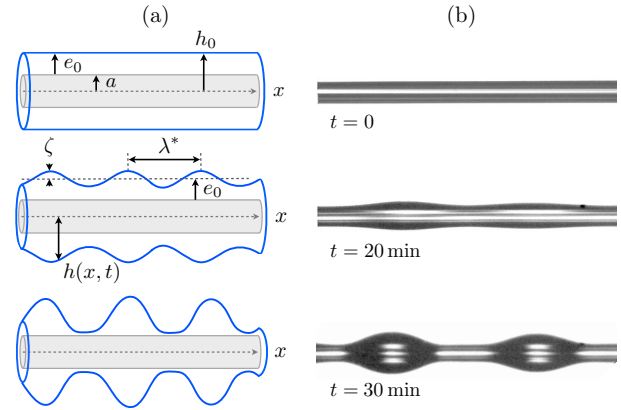 (a)
(b)
h₀
e₀
a
x
t = 0
ζ
λ*
e₀
x
h(x, t)
t = 20 min
x
t = 30 min